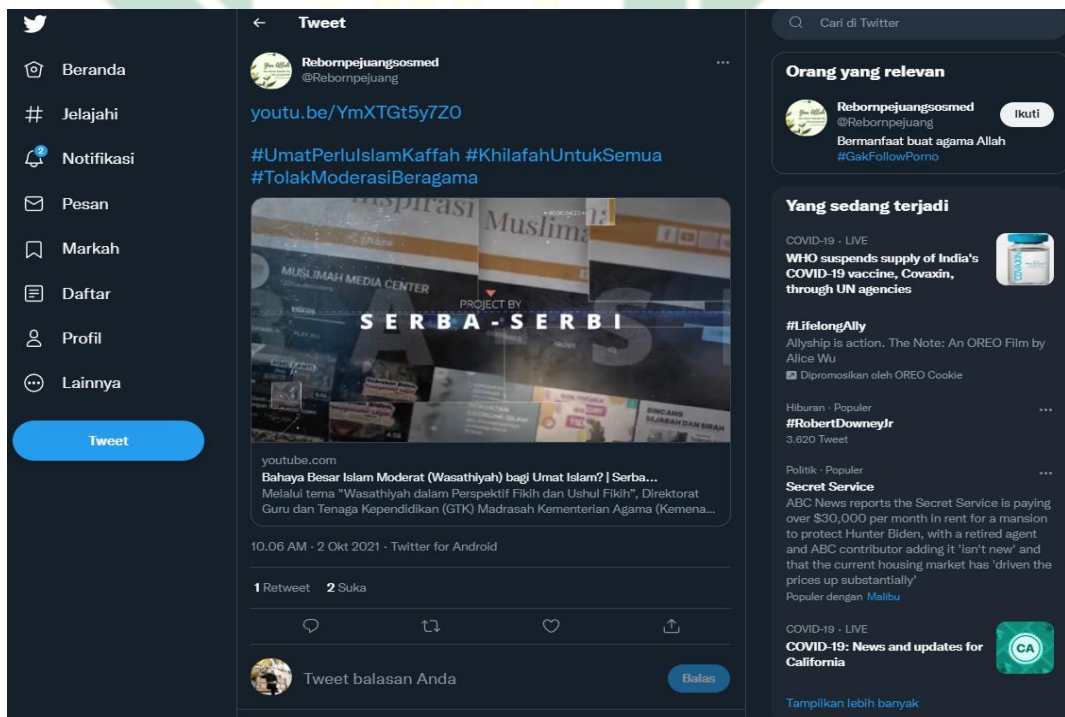 Beranda
Jelajahi
2
Notifikasi
Pesan
Markah
Daftar
Profil
Lainnya
Tweet
Tweet
Rebornpejuangsosmed
@Rebornpejuang
youtu.be/YmXTGt5y7Z0
#UmatPerluIslamKaffah #KhilafahUntukSemua
#TolakModerasiBeragama
Inspirasi
Muslima
MUSLIMAH MEDIA CENTER
PROJECT BY
SERBA-SERBI
BINCANG
SEJARAH DAN SIRAH
youtube.com
Bahaya Besar Islam Moderat (Wasathiyah) bagi Umat Islam? | Serba...
Melalui tema "Wasathiyah dalam Perspektif Fikih dan Ushul Fikih", Direktorat
Guru dan Tenaga Kependidikan (GTK) Madrasah Kementerian Agama (Kemena...
10.06 AM · 2 Okt 2021 · Twitter for Android
1 Retweet 2 Suka
Tweet balasan Anda
Balas
Cari di Twitter
Orang yang relevan
Rebornpejuangsosmed
@Rebornpejuang
Ikuti
Bermanfaat buat agama Allah
#GakFollowPorno
Yang sedang terjadi
COVID-19 · LIVE
WHO suspends supply of India's
COVID-19 vaccine, Covaxin,
through UN agencies
COVAXIN
#LifelongAlly
Allyship is action. The Note: An OREO Film by
Alice Wu
Dipromosikan oleh OREO Cookie
Hiburan · Populer
#RobertDowneyJr
3.620 Tweet
Politik · Populer
Secret Service
ABC News reports the Secret Service is paying
over $30,000 per month in rent for a mansion
to protect Hunter Biden, with a retired agent
and ABC contributor adding it 'isn't new' and
that the current housing market has 'driven the
prices up substantially'
Populer dengan Malibu
COVID-19 · LIVE
COVID-19: News and updates for
California
CA
Tampilkan lebih banyak